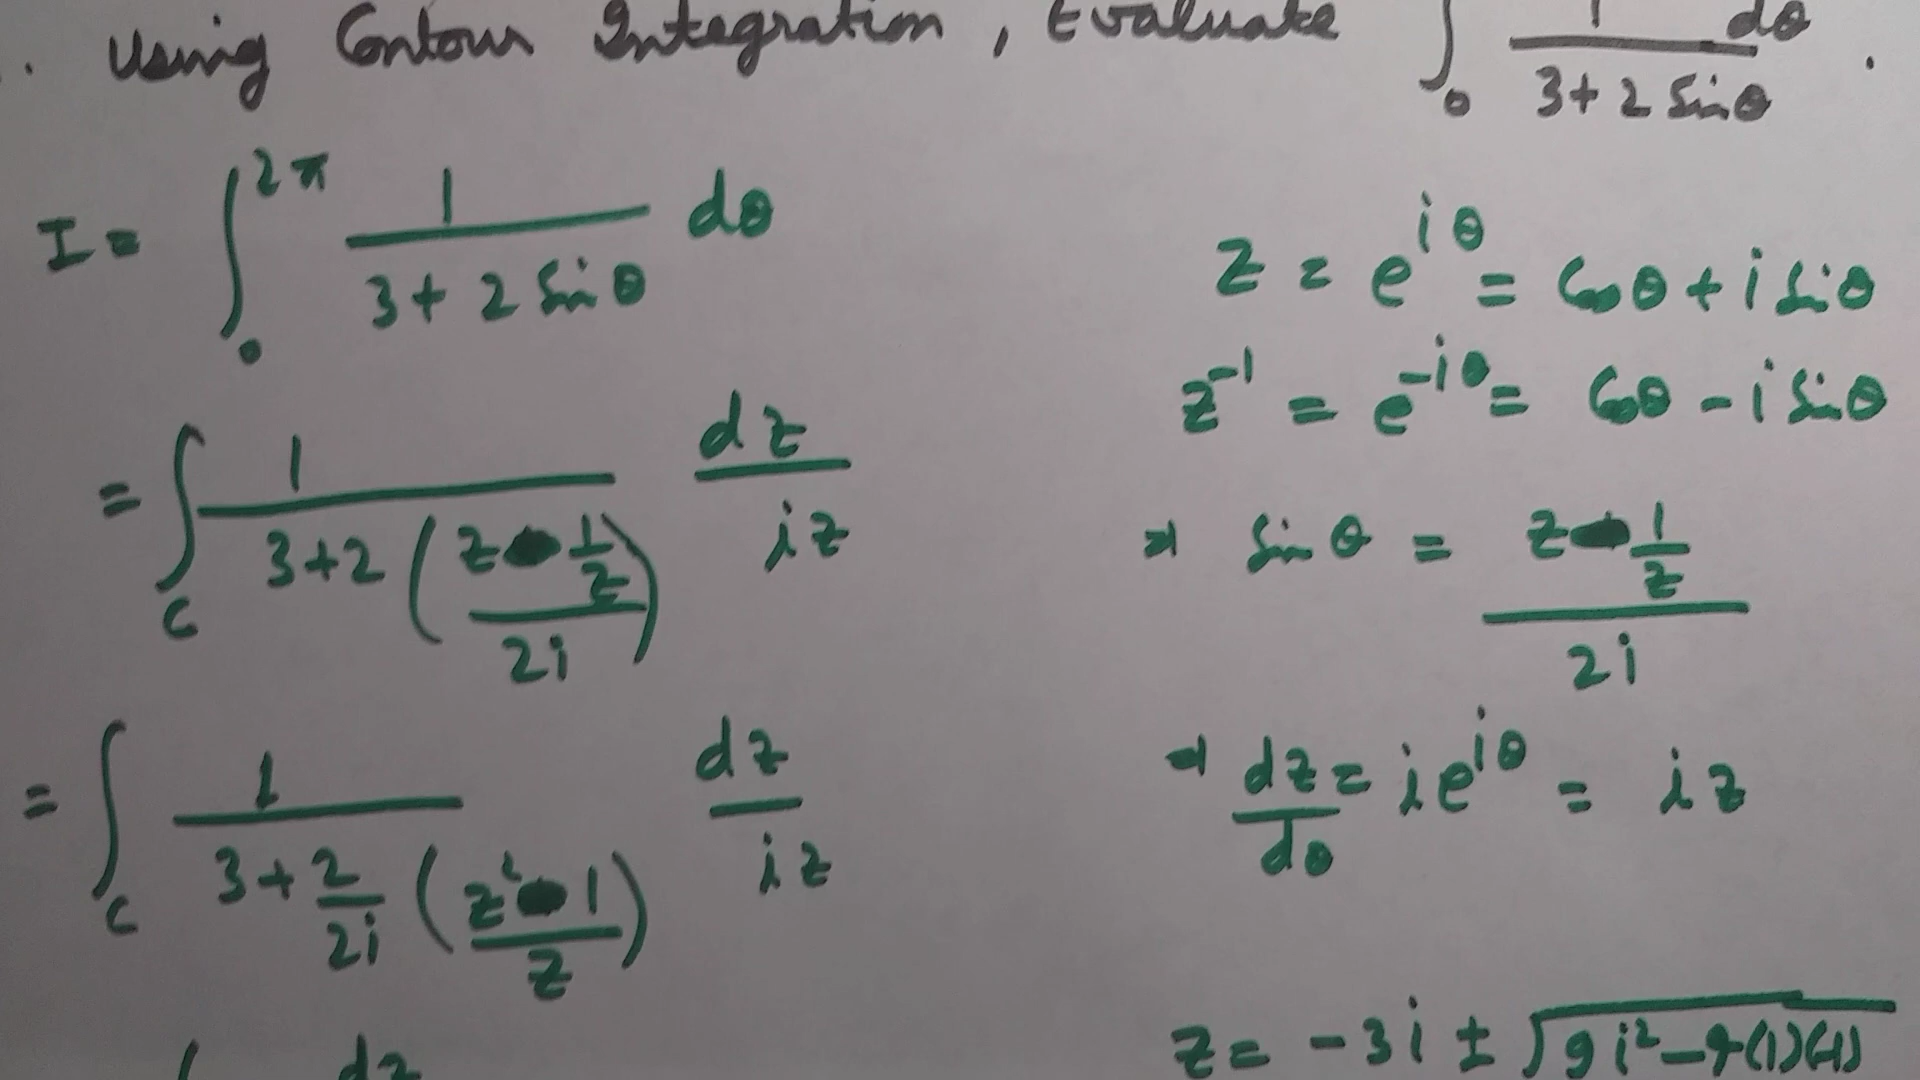 . Using Contour Integration, Evaluate ∫₀ 1/(3+2 Sinθ) dθ .
I = ∫₀^2π 1/(3+2 Sinθ) dθ
z = e^iθ = Cosθ + i Sinθ
z^-1 = e^-iθ = Cosθ - i Sinθ
= ∫_C 1/(3+2((z - 1/z)/2i)) dz/iz
⇒ Sinθ = (z - 1/z)/2i
= ∫_C 1/(3+2/2i((z² - 1)/z)) dz/iz
⇒ dz/dθ = ie^iθ = iz
∫ dz
z = -3i ± √(9i²-4(1)(-1))